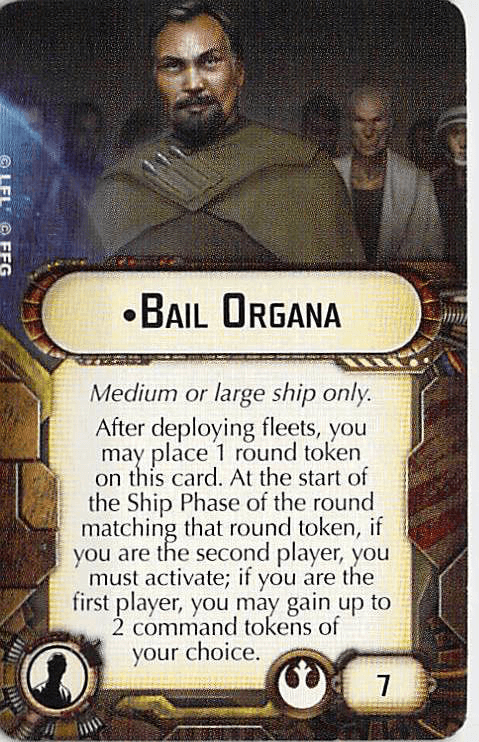 © LFL © FFG
•BAIL ORGANA
Medium or large ship only.
After deploying fleets, you
may place 1 round token
on this card. At the start of
the Ship Phase of the round
matching that round token, if
you are the second player, you
must activate; if you are the
first player, you may gain up to
2 command tokens of
your choice.
7